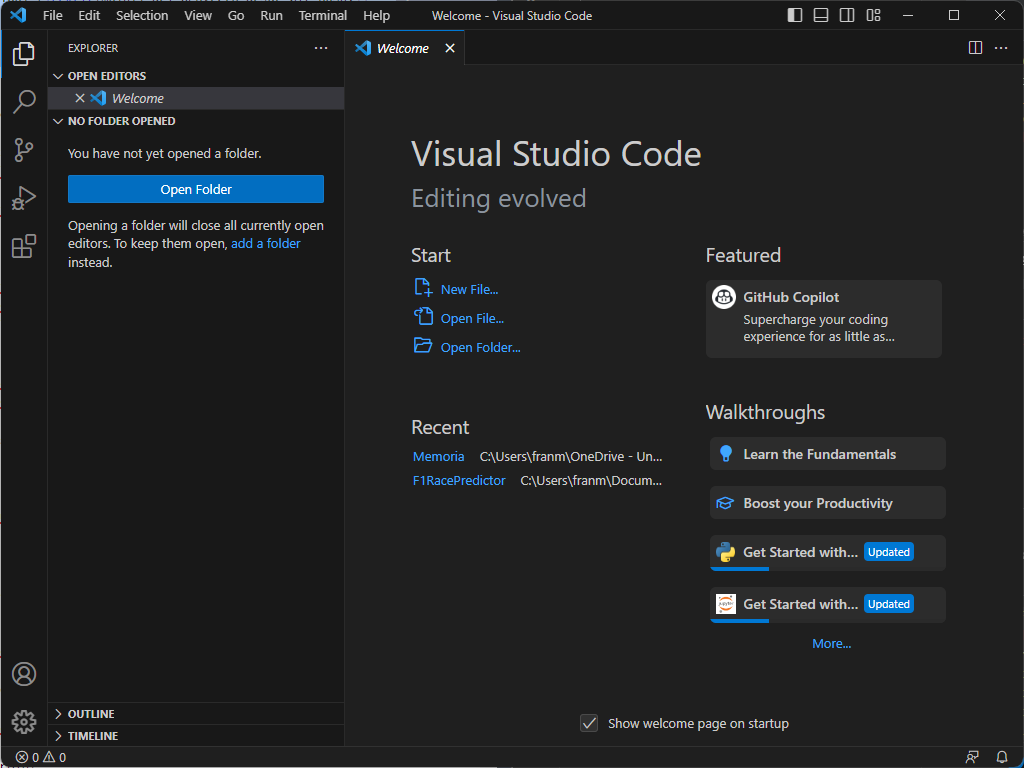 File Edit Selection View Go Run Terminal Help Welcome - Visual Studio Code
EXPLORER
OPEN EDITORS
Welcome
NO FOLDER OPENED
You have not yet opened a folder.
Open Folder
Opening a folder will close all currently open
editors. To keep them open, add a folder
instead.
OUTLINE
TIMELINE
Welcome
Visual Studio Code
Editing evolved
Start
New File...
Open File...
Open Folder...
Recent
Memoria C:\Users\franm\OneDrive - Un...
F1RacePredictor C:\Users\franm\Docum...
Featured
GitHub Copilot
Supercharge your coding
experience for as little as...
Walkthroughs
Learn the Fundamentals
Boost your Productivity
Get Started with... Updated
jupyter Get Started with... Updated
More...
Show welcome page on startup
0 0